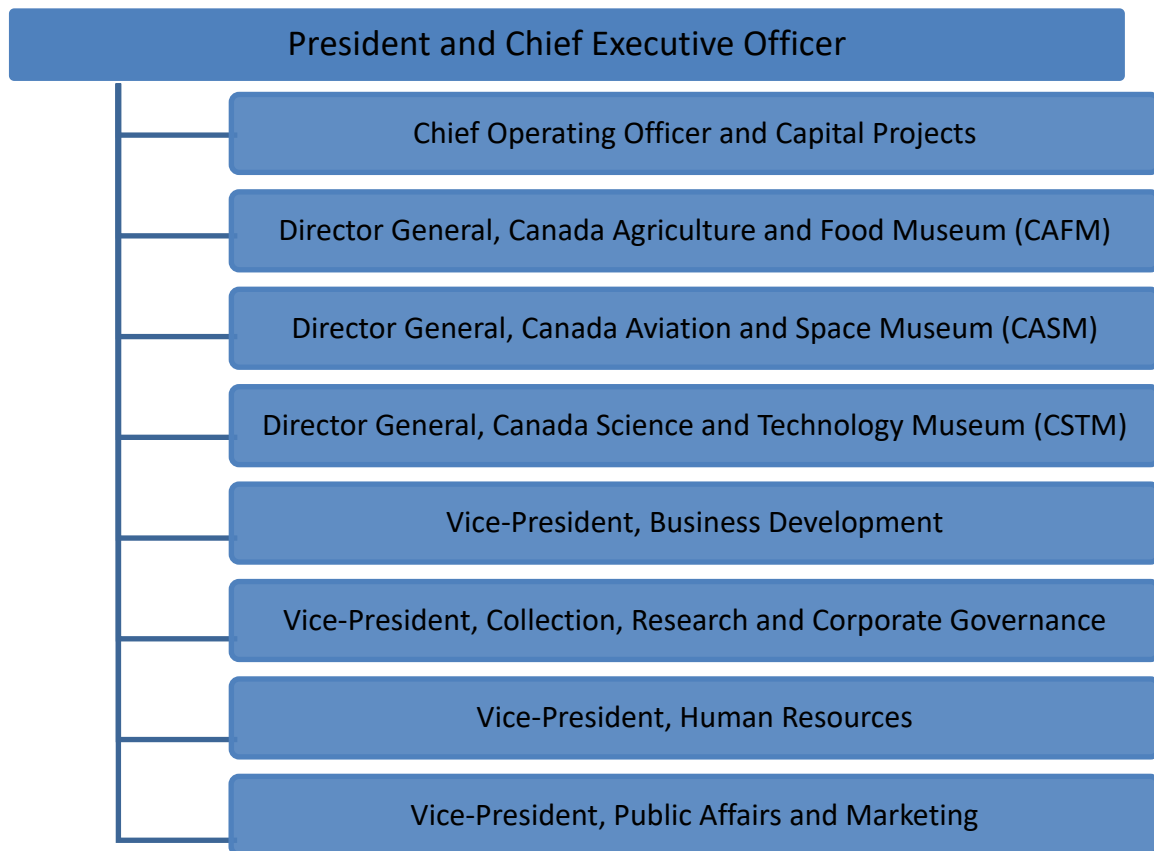 President and Chief Executive Officer
Chief Operating Officer and Capital Projects
Director General, Canada Agriculture and Food Museum (CAFM)
Director General, Canada Aviation and Space Museum (CASM)
Director General, Canada Science and Technology Museum (CSTM)
Vice-President, Business Development
Vice-President, Collection, Research and Corporate Governance
Vice-President, Human Resources
Vice-President, Public Affairs and Marketing